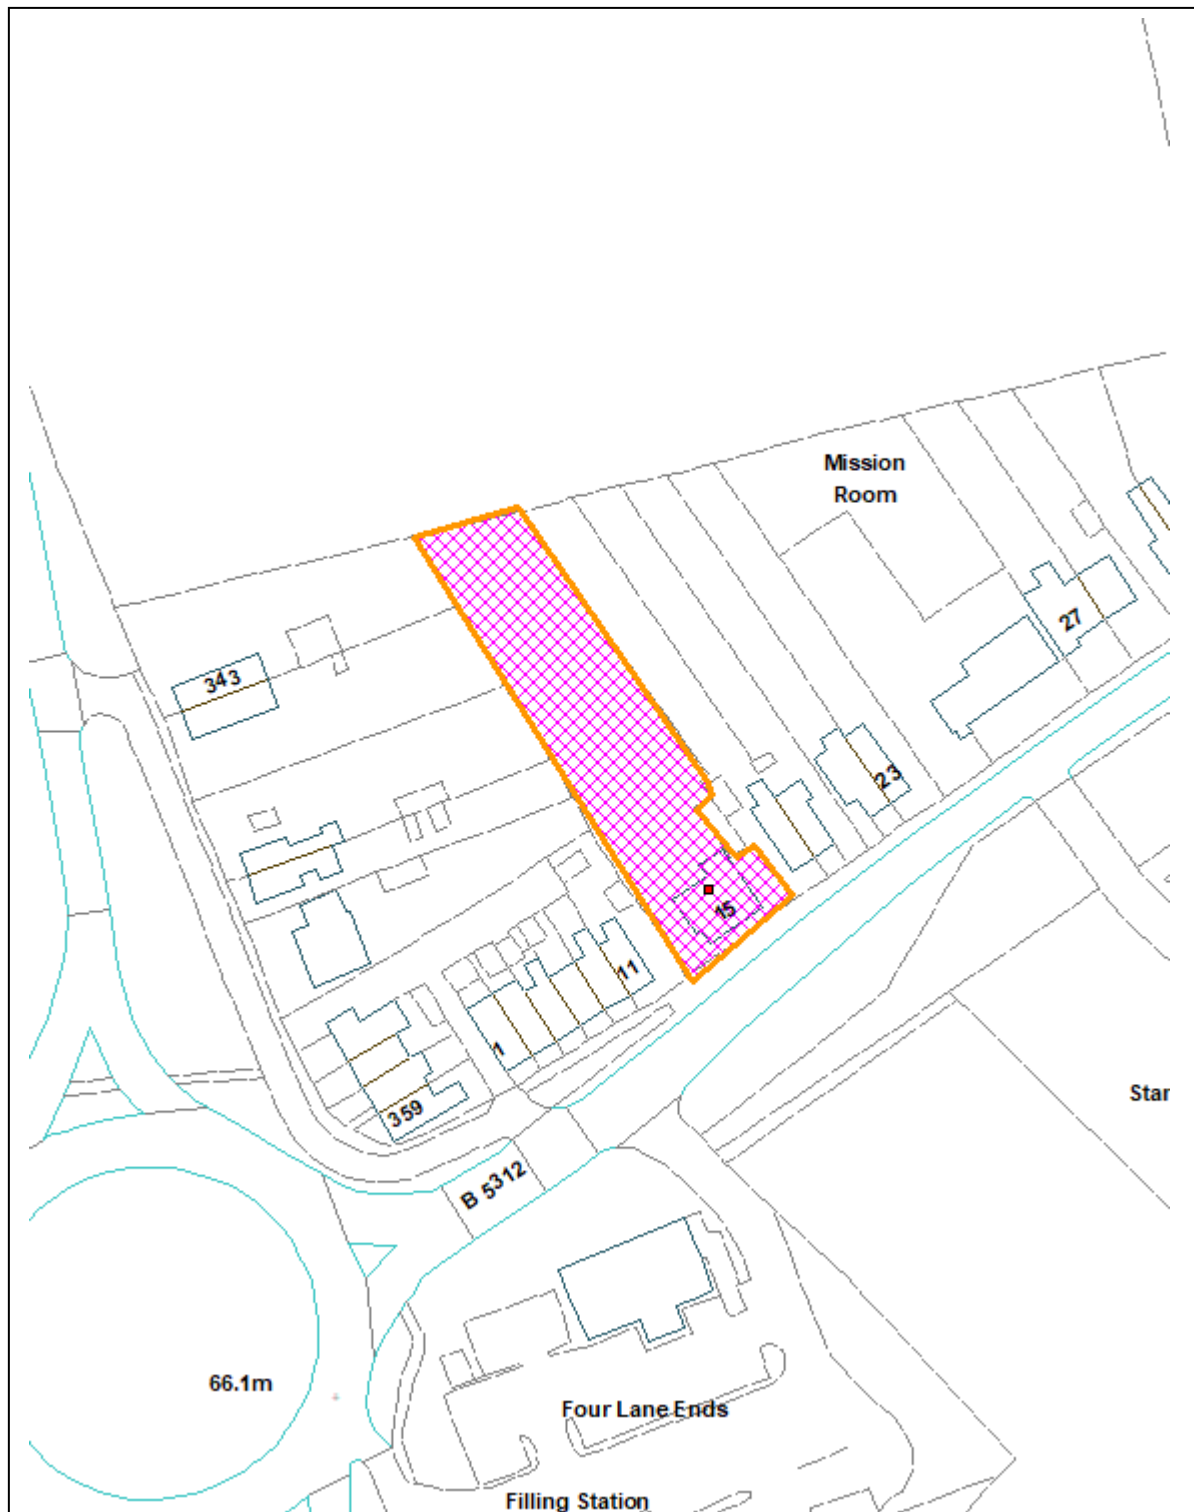 Mission
Room
27
343
23
15
11
1
359
Star
B 5312
66.1m
Four Lane Ends
Filling Station